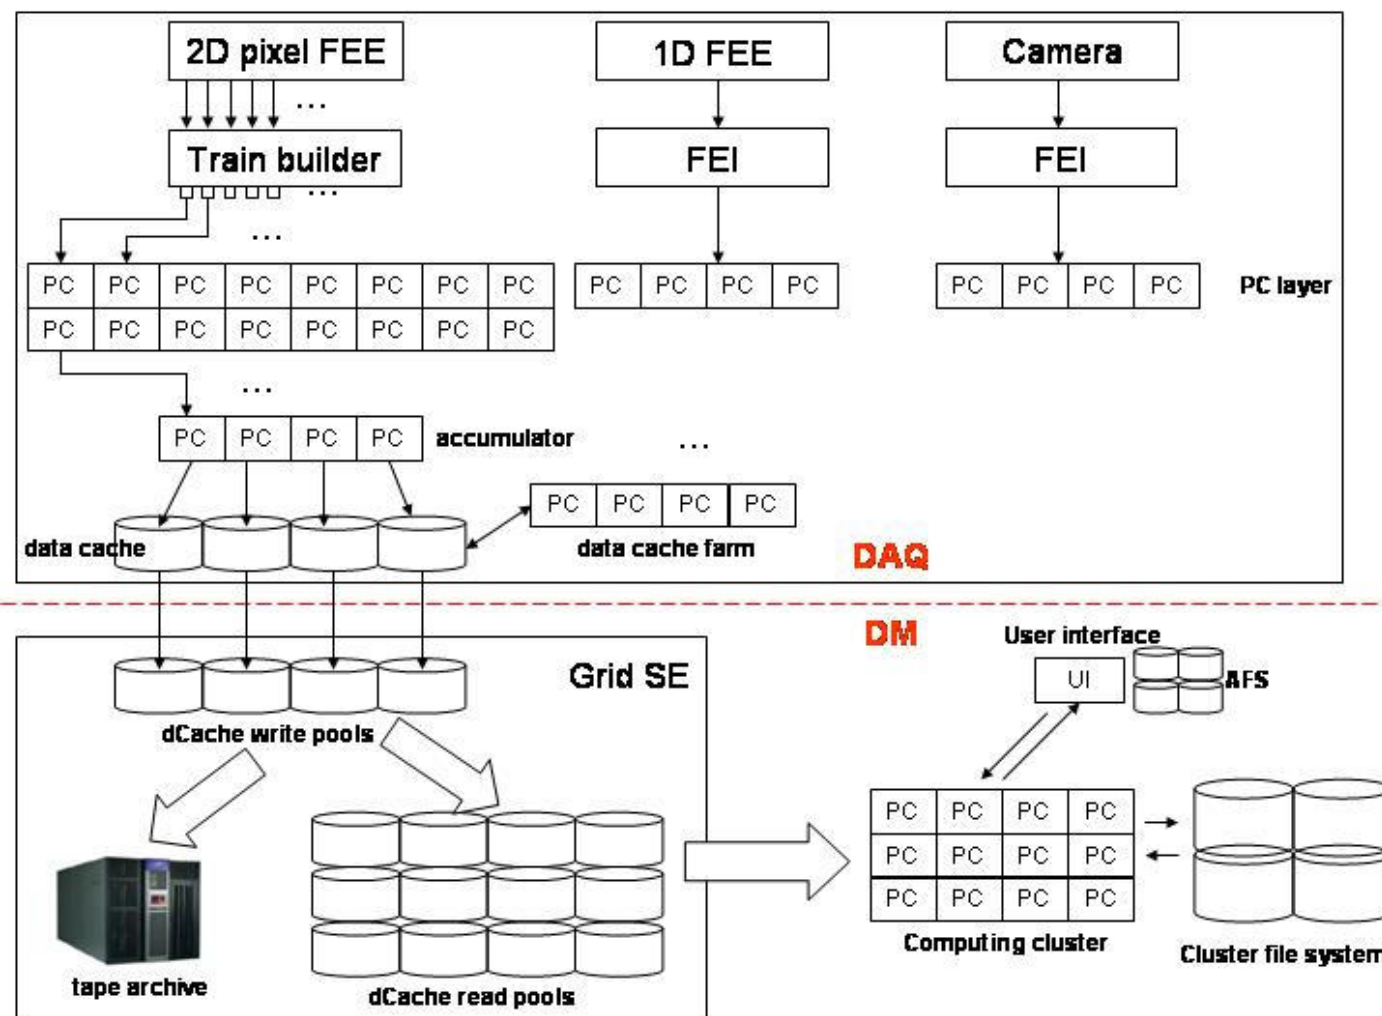 2D pixel FEE 1D FEE Camera
...
Train builder FEI FEI
...
...
PC PC PC PC PC PC PC PC PC PC PC PC PC PC PC PC PC layer
PC PC PC PC PC PC PC PC
...
PC PC PC PC accumulator ...
PC PC PC PC
data cache data cache farm DAQ
DM User interface
Grid SE UI AFS
dCache write pools
PC PC PC PC
PC PC PC PC
PC PC PC PC
Computing cluster Cluster file system
tape archive dCache read pools